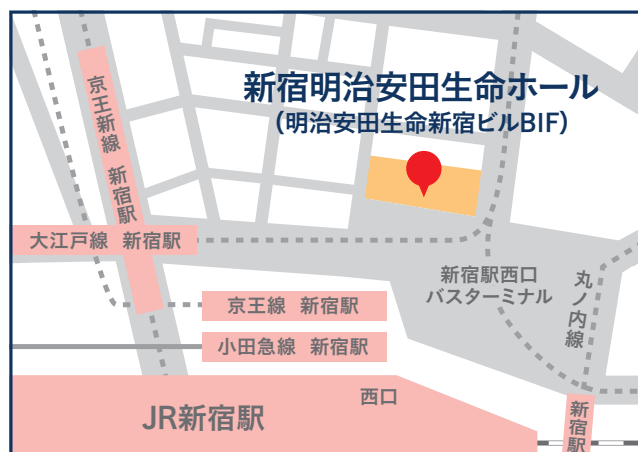 新宿明治安田生命ホール
(明治安田生命新宿ビルBIF)
京王新線 新宿駅
大江戸線 新宿駅
新宿駅西口
バスターミナル
丸ノ内線
京王線 新宿駅
小田急線 新宿駅
西口
JR新宿駅
新宿駅